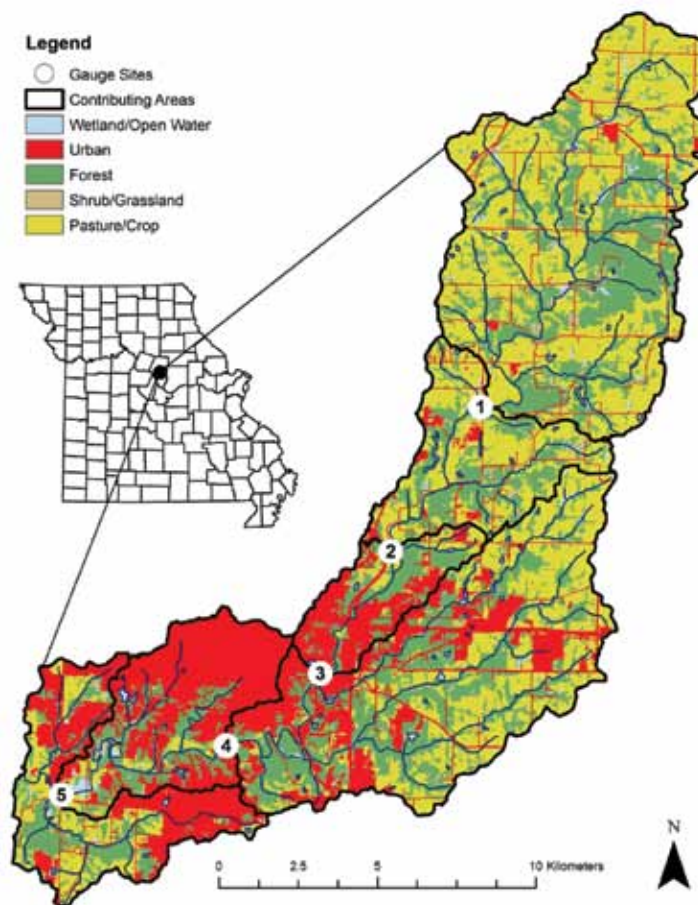 Legend
Gauge Sites
Contributing Areas
Wetland/Open Water
Urban
Forest
Shrub/Grassland
Pasture/Crop
1
2
3
4
5
N
0 2.5 5 10 Kilometers